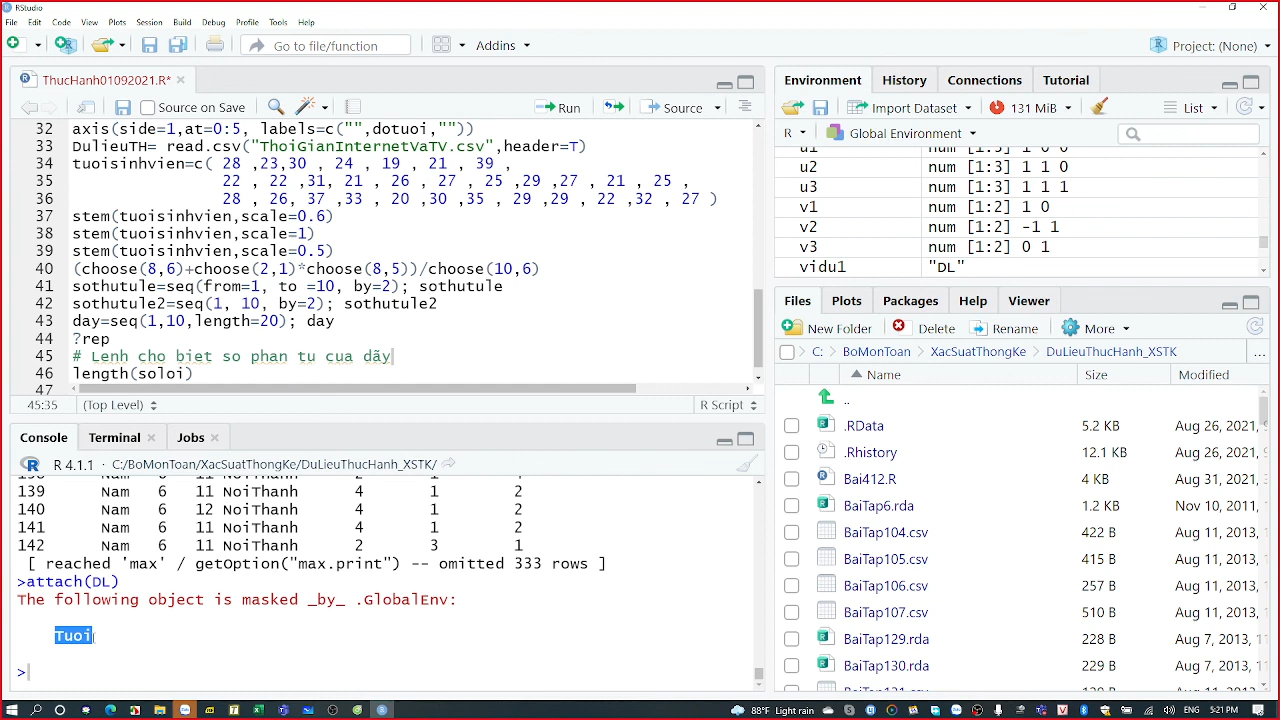 RStudio
File Edit Code View Plots Session Build Debug Profile Tools Help
Go to file/function Addins Project: (None)
ThucHanh01092021.R*
Source on Save Run Source
32 axis(side=1,at=0:5, labels=c("",dotuoi,""))
33 DulieuTH= read.csv("ThoiGianInternetVaTV.csv",header=T)
34 tuoisinhvien=c( 28 ,23,30 , 24 , 19 , 21 , 39 ,
35 22 , 22 ,31, 21 , 26 , 27 , 25 ,29 ,27 , 21 , 25 ,
36 28 , 26, 37 ,33 , 20 ,30 ,35 , 29 ,29 , 22 ,32 , 27 )
37 stem(tuoisinhvien,scale=0.6)
38 stem(tuoisinhvien,scale=1)
39 stem(tuoisinhvien,scale=0.5)
40 (choose(8,6)+choose(2,1)*choose(8,5))/choose(10,6)
41 sothutule=seq(from=1, to =10, by=2); sothutule
42 sothutule2=seq(1, 10, by=2); sothutule2
43 day=seq(1,10,length=20); day
44 ?rep
45 # Lenh cho biet so phan tu cua dãy
46 length(soloi)
47
45:35 (Top Level) R Script
Console Terminal Jobs
R 4.1.1 · C:/BoMonToan/XacSuatThongKe/DuLieuThucHanh_XSTK/
139 Nam 6 11 NoiThanh 4 1 2
140 Nam 6 12 NoiThanh 4 1 2
141 Nam 6 11 NoiThanh 4 1 2
142 Nam 6 11 NoiThanh 2 3 1
[ reached 'max' / getOption("max.print") -- omitted 333 rows ]
>attach(DL)
The following object is masked _by_ .GlobalEnv:
Tuoi
>
Environment History Connections Tutorial
Import Dataset 131 MiB List
R Global Environment
u1 num [1:3] 1 0 0
u2 num [1:3] 1 1 0
u3 num [1:3] 1 1 1
v1 num [1:2] 1 0
v2 num [1:2] -1 1
v3 num [1:2] 0 1
vidu1 "DL"
Files Plots Packages Help Viewer
New Folder Delete Rename More
C: BoMonToan XacSuatThongKe DuLieuThucHanh_XSTK ...
Name Size Modified
..
.RData 5.2 KB Aug 26, 2021,
.Rhistory 12.1 KB Aug 26, 2021,
Bai412.R 4 KB Aug 31, 2021,
BaiTap6.rda 1.2 KB Nov 10, 2011,
BaiTap104.csv 422 B Aug 11, 2013,
BaiTap105.csv 415 B Aug 11, 2013,
BaiTap106.csv 257 B Aug 11, 2013,
BaiTap107.csv 510 B Aug 11, 2013,
BaiTap129.rda 228 B Aug 7, 2013,
BaiTap130.rda 229 B Aug 7, 2013,
88°F Light rain ENG 5:21 PM